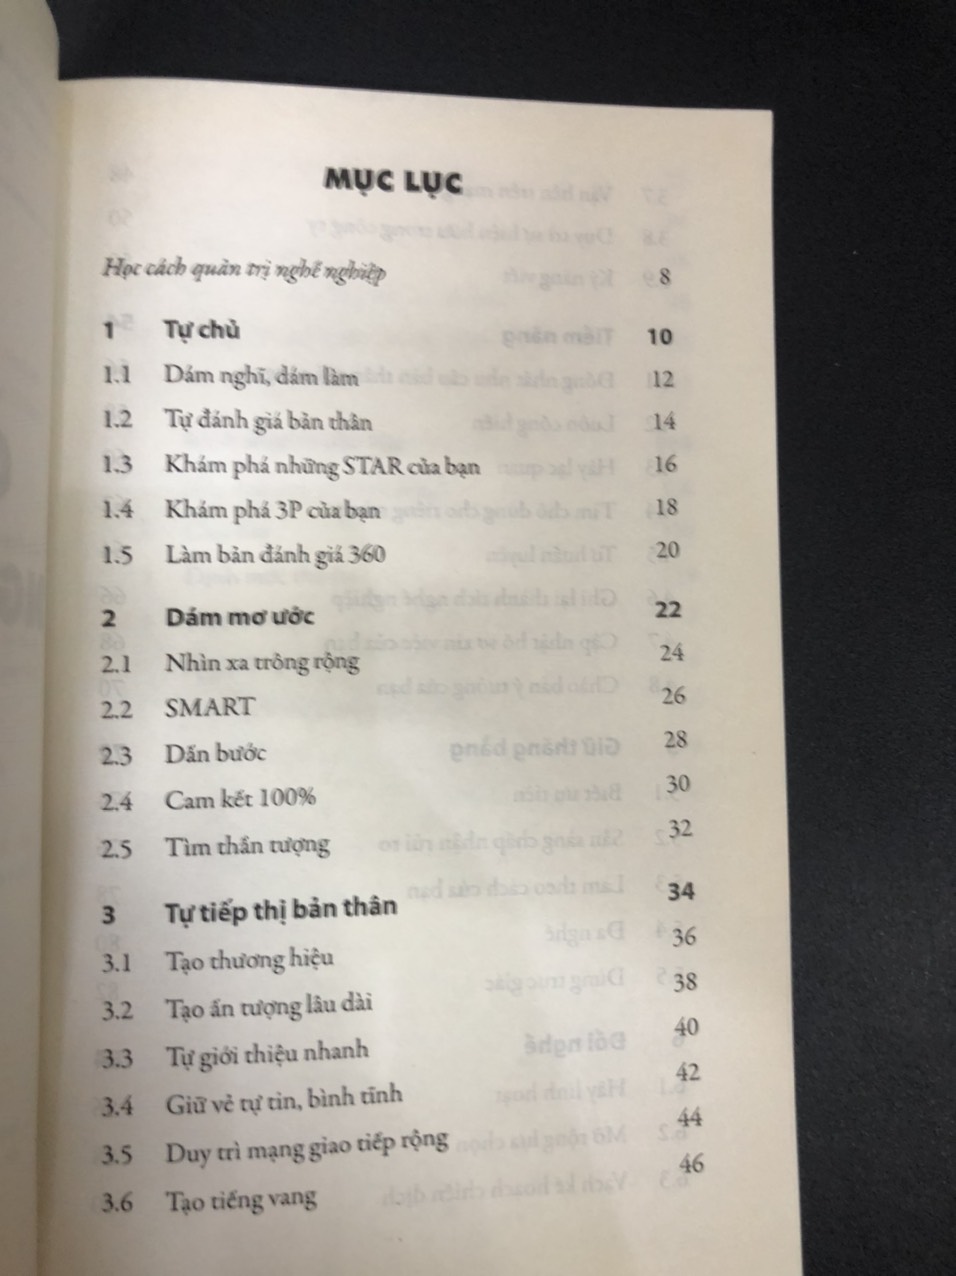 MỤC LỤC
Học cách quản trị nghề nghiệp 8
1 Tự chủ 10
1.1 Dám nghĩ, dám làm 12
1.2 Tự đánh giá bản thân 14
1.3 Khám phá những STAR của bạn 16
1.4 Khám phá 3P của bạn 18
1.5 Làm bản đánh giá 360 20
2 Dám mơ ước 22
2.1 Nhìn xa trông rộng 24
2.2 SMART 26
2.3 Dấn bước 28
2.4 Cam kết 100% 30
2.5 Tìm thần tượng 32
3 Tự tiếp thị bản thân 34
3.1 Tạo thương hiệu 36
3.2 Tạo ấn tượng lâu dài 38
3.3 Tự giới thiệu nhanh 40
3.4 Giữ vẻ tự tin, bình tĩnh 42
3.5 Duy trì mạng giao tiếp rộng 44
3.6 Tạo tiếng vang 46